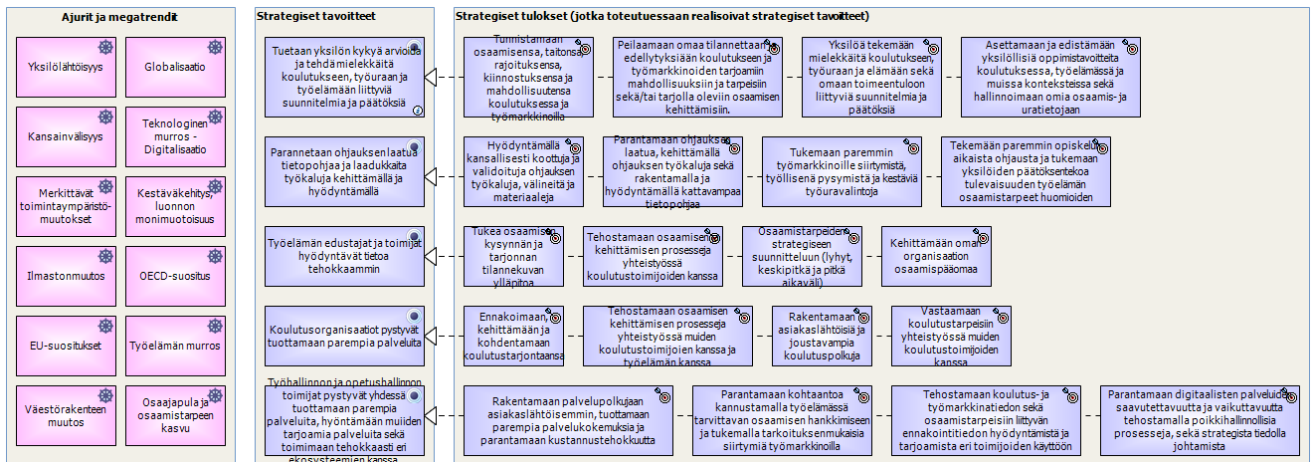 Ajurit ja megatrendit
Yksilölähtöisyys
Globalisaatio
Kansainvälisyys
Teknologinen
murros -
Digitalisaatio
Merkittävät
toimintaympäristö-
muutokset
Kestäväkehitys,
luonnon
monimuotoisuus
Ilmastonmuutos
OECD-suositus
EU-suositukset
Työelämän murros
Väestörakenteen
muutos
Osaajapula ja
osaamistarpeen
kasvu
Strategiset tavoitteet
Strategiset tulokset (jotka toteutuessaan realisoivat strategiset tavoitteet)
Tuetaan yksilön kykyä arvioida
ja tehdä mielekkäitä
koulutukseen, työuraan ja
työelämään liittyviä
suunnitelmia ja päätöksiä
Tunnistamaan
osaamisensa, taitonsa,
rajoituksensa,
kiinnostuksensa ja
mahdollisuutensa
koulutuksessa ja
työmarkkinoilla
Peilaamaan omaa tilannettaan ja
edellytyksiään koulutukseen ja
työmarkkinoiden tarjoamiin
mahdollisuuksiin ja tarpeisiin
sekä/tai tarjolla oleviin osaamisen
kehittämisiin.
Yksilöä tekemään
mielekkäitä koulutukseen,
työuraan ja elämään sekä
omaan toimeentuloon
liittyviä suunnitelmia ja
päätöksiä
Asettamaan ja edistämään
yksilöllisiä oppimistavoitteita
koulutuksessa, työelämässä ja
muissa konteksteissa sekä
hallinnoimaan omia osaamis- ja
uratietojaan
Parannetaan ohjauksen laatua
tietopohjaa ja laadukkaita
työkaluja kehittämällä ja
hyödyntämällä
Hyödyntämällä
kansallisesti koottuja ja
validoituja ohjauksen
työkaluja, välineitä ja
materiaaleja
Parantamaan ohjauksen
laatua, kehittämällä
ohjauksen työkaluja sekä
rakentamalla ja
hyödyntämällä kattavampaa
tietopohjaa
Tukemaan paremmin
työmarkkinoille siirtymistä,
työllisenä pysymistä ja kestäviä
työuravalintoja
Tekemään paremmin opiskelun
aikaista ohjausta ja tukemaan
yksilöiden päätöksentekoa
tulevaisuuden työelämän
osaamistarpeet huomioiden
Työelämän edustajat ja toimijat
hyödyntävät tietoa
tehokkaammin
Tukea osaamisen
kysynnän ja
tarjonnan
tilannekuvan
ylläpitoa
Tehostamaan osaamisen
kehittämisen prosesseja
yhteistyössä
koulutustoimijoiden kanssa
Osaamistarpeiden
strategiseen
suunnitteluun (lyhyt,
keskipitkä ja pitkä
aikaväli)
Kehittämään oman
organisaation
osaamispääomaa
Koulutusorganisaatiot pystyvät
tuottamaan parempia palveluita
Ennakoimaan,
kehittämään ja
kohdentamaan
koulutustarjontaansa
Tehostamaan osaamisen
kehittämisen prosesseja
yhteistyössä muiden
koulutustoimijoien kanssa ja
työelämän kanssa
Rakentamaan
asiakaslähtöisiä ja
joustavampia
koulutuspolkuja
Vastaamaan
koulutustarpeisiin
yhteistyössä muiden
koulutustoimijoiden
kanssa
Työhallinnon ja opetushallinnon
toimijat pystyvät yhdessä
tuottamaan parempia
palveluita, hyöntämään muiiden
tarjoamia palveluita sekä
toimimaan tehokkaasti eri
ekosysteemien kanssa
Rakentamaan palvelupolkujaan
asiakaslähtöisemmin, tuottamaan
parempia palvelukokemuksia ja
parantamaan kustannustehokkuutta
Parantamaan kohtaantoa
kannustamalla työelämässä
tarvittavan osaamisen hankkimiseen
ja tukemalla tarkoituksenmukaisia
siirtymiä työmarkkinoilla
Tehostamaan koulutus- ja
työmarkkinatiedon sekä
osaamistarpeisiin liittyvän
ennakointitiedon hyödyntämistä ja
tarjoamista eri toimijoiden käyttöön
Parantamaan digitaalisten palveluiden
saavutettavuutta ja vaikuttavuutta
tehostamalla poikkihallinnollisia
prosesseja, sekä strategista tiedolla
johtamista